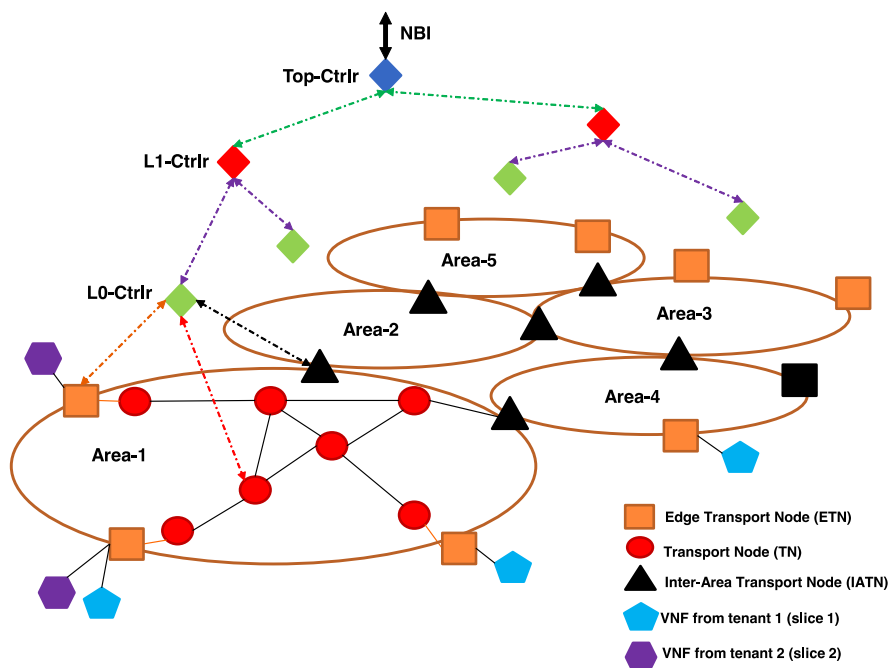 NBI
Top-Ctrlr
L1-Ctrlr
Area-5
L0-Ctrlr
Area-2
Area-3
Area-4
Area-1
Edge Transport Node (ETN)
Transport Node (TN)
Inter-Area Transport Node (IATN)
VNF from tenant 1 (slice 1)
VNF from tenant 2 (slice 2)